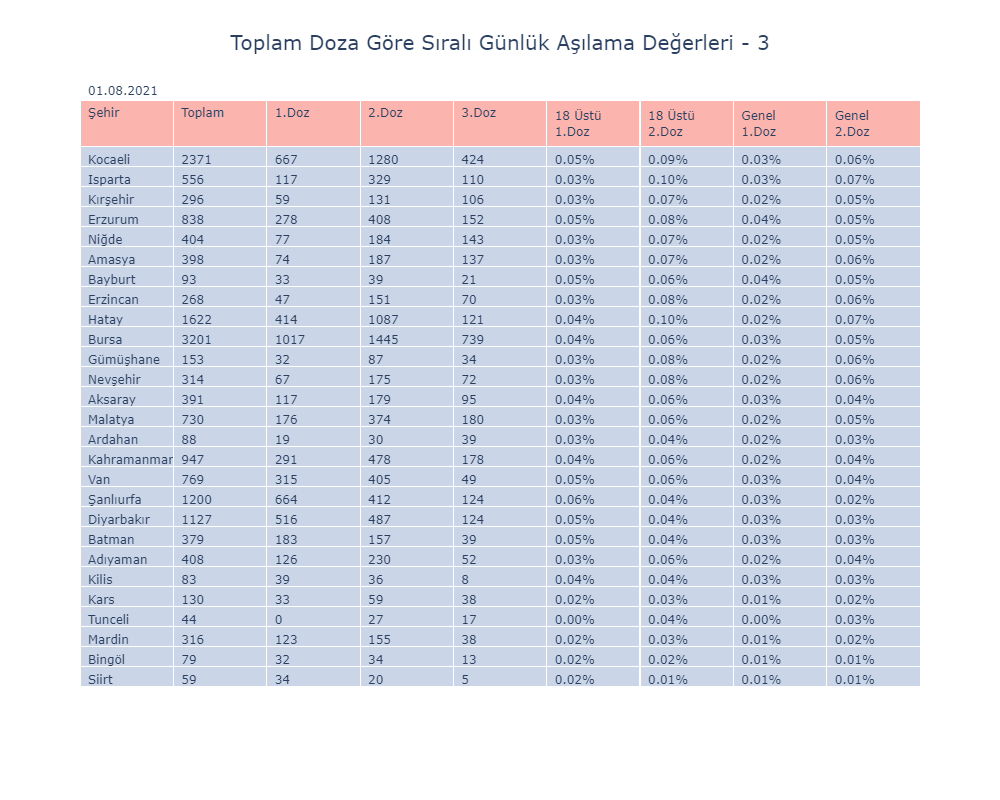 Toplam Doza Göre Sıralı Günlük Aşılama Değerleri - 3
01.08.2021
Şehir Toplam 1.Doz 2.Doz 3.Doz 18 Üstü 1.Doz 18 Üstü 2.Doz Genel 1.Doz Genel 2.Doz
Kocaeli 2371 667 1280 424 0.05% 0.09% 0.03% 0.06%
Isparta 556 117 329 110 0.03% 0.10% 0.03% 0.07%
Kırşehir 296 59 131 106 0.03% 0.07% 0.02% 0.05%
Erzurum 838 278 408 152 0.05% 0.08% 0.04% 0.05%
Niğde 404 77 184 143 0.03% 0.07% 0.02% 0.05%
Amasya 398 74 187 137 0.03% 0.07% 0.02% 0.06%
Bayburt 93 33 39 21 0.05% 0.06% 0.04% 0.05%
Erzincan 268 47 151 70 0.03% 0.08% 0.02% 0.06%
Hatay 1622 414 1087 121 0.04% 0.10% 0.02% 0.07%
Bursa 3201 1017 1445 739 0.04% 0.06% 0.03% 0.05%
Gümüşhane 153 32 87 34 0.03% 0.08% 0.02% 0.06%
Nevşehir 314 67 175 72 0.03% 0.08% 0.02% 0.06%
Aksaray 391 117 179 95 0.04% 0.06% 0.03% 0.04%
Malatya 730 176 374 180 0.03% 0.06% 0.02% 0.05%
Ardahan 88 19 30 39 0.03% 0.04% 0.02% 0.03%
Kahramanmar 947 291 478 178 0.04% 0.06% 0.02% 0.04%
Van 769 315 405 49 0.05% 0.06% 0.03% 0.04%
Şanlıurfa 1200 664 412 124 0.06% 0.04% 0.03% 0.02%
Diyarbakır 1127 516 487 124 0.05% 0.04% 0.03% 0.03%
Batman 379 183 157 39 0.05% 0.04% 0.03% 0.03%
Adıyaman 408 126 230 52 0.03% 0.06% 0.02% 0.04%
Kilis 83 39 36 8 0.04% 0.04% 0.03% 0.03%
Kars 130 33 59 38 0.02% 0.03% 0.01% 0.02%
Tunceli 44 0 27 17 0.00% 0.04% 0.00% 0.03%
Mardin 316 123 155 38 0.02% 0.03% 0.01% 0.02%
Bingöl 79 32 34 13 0.02% 0.02% 0.01% 0.01%
Siirt 59 34 20 5 0.02% 0.01% 0.01% 0.01%